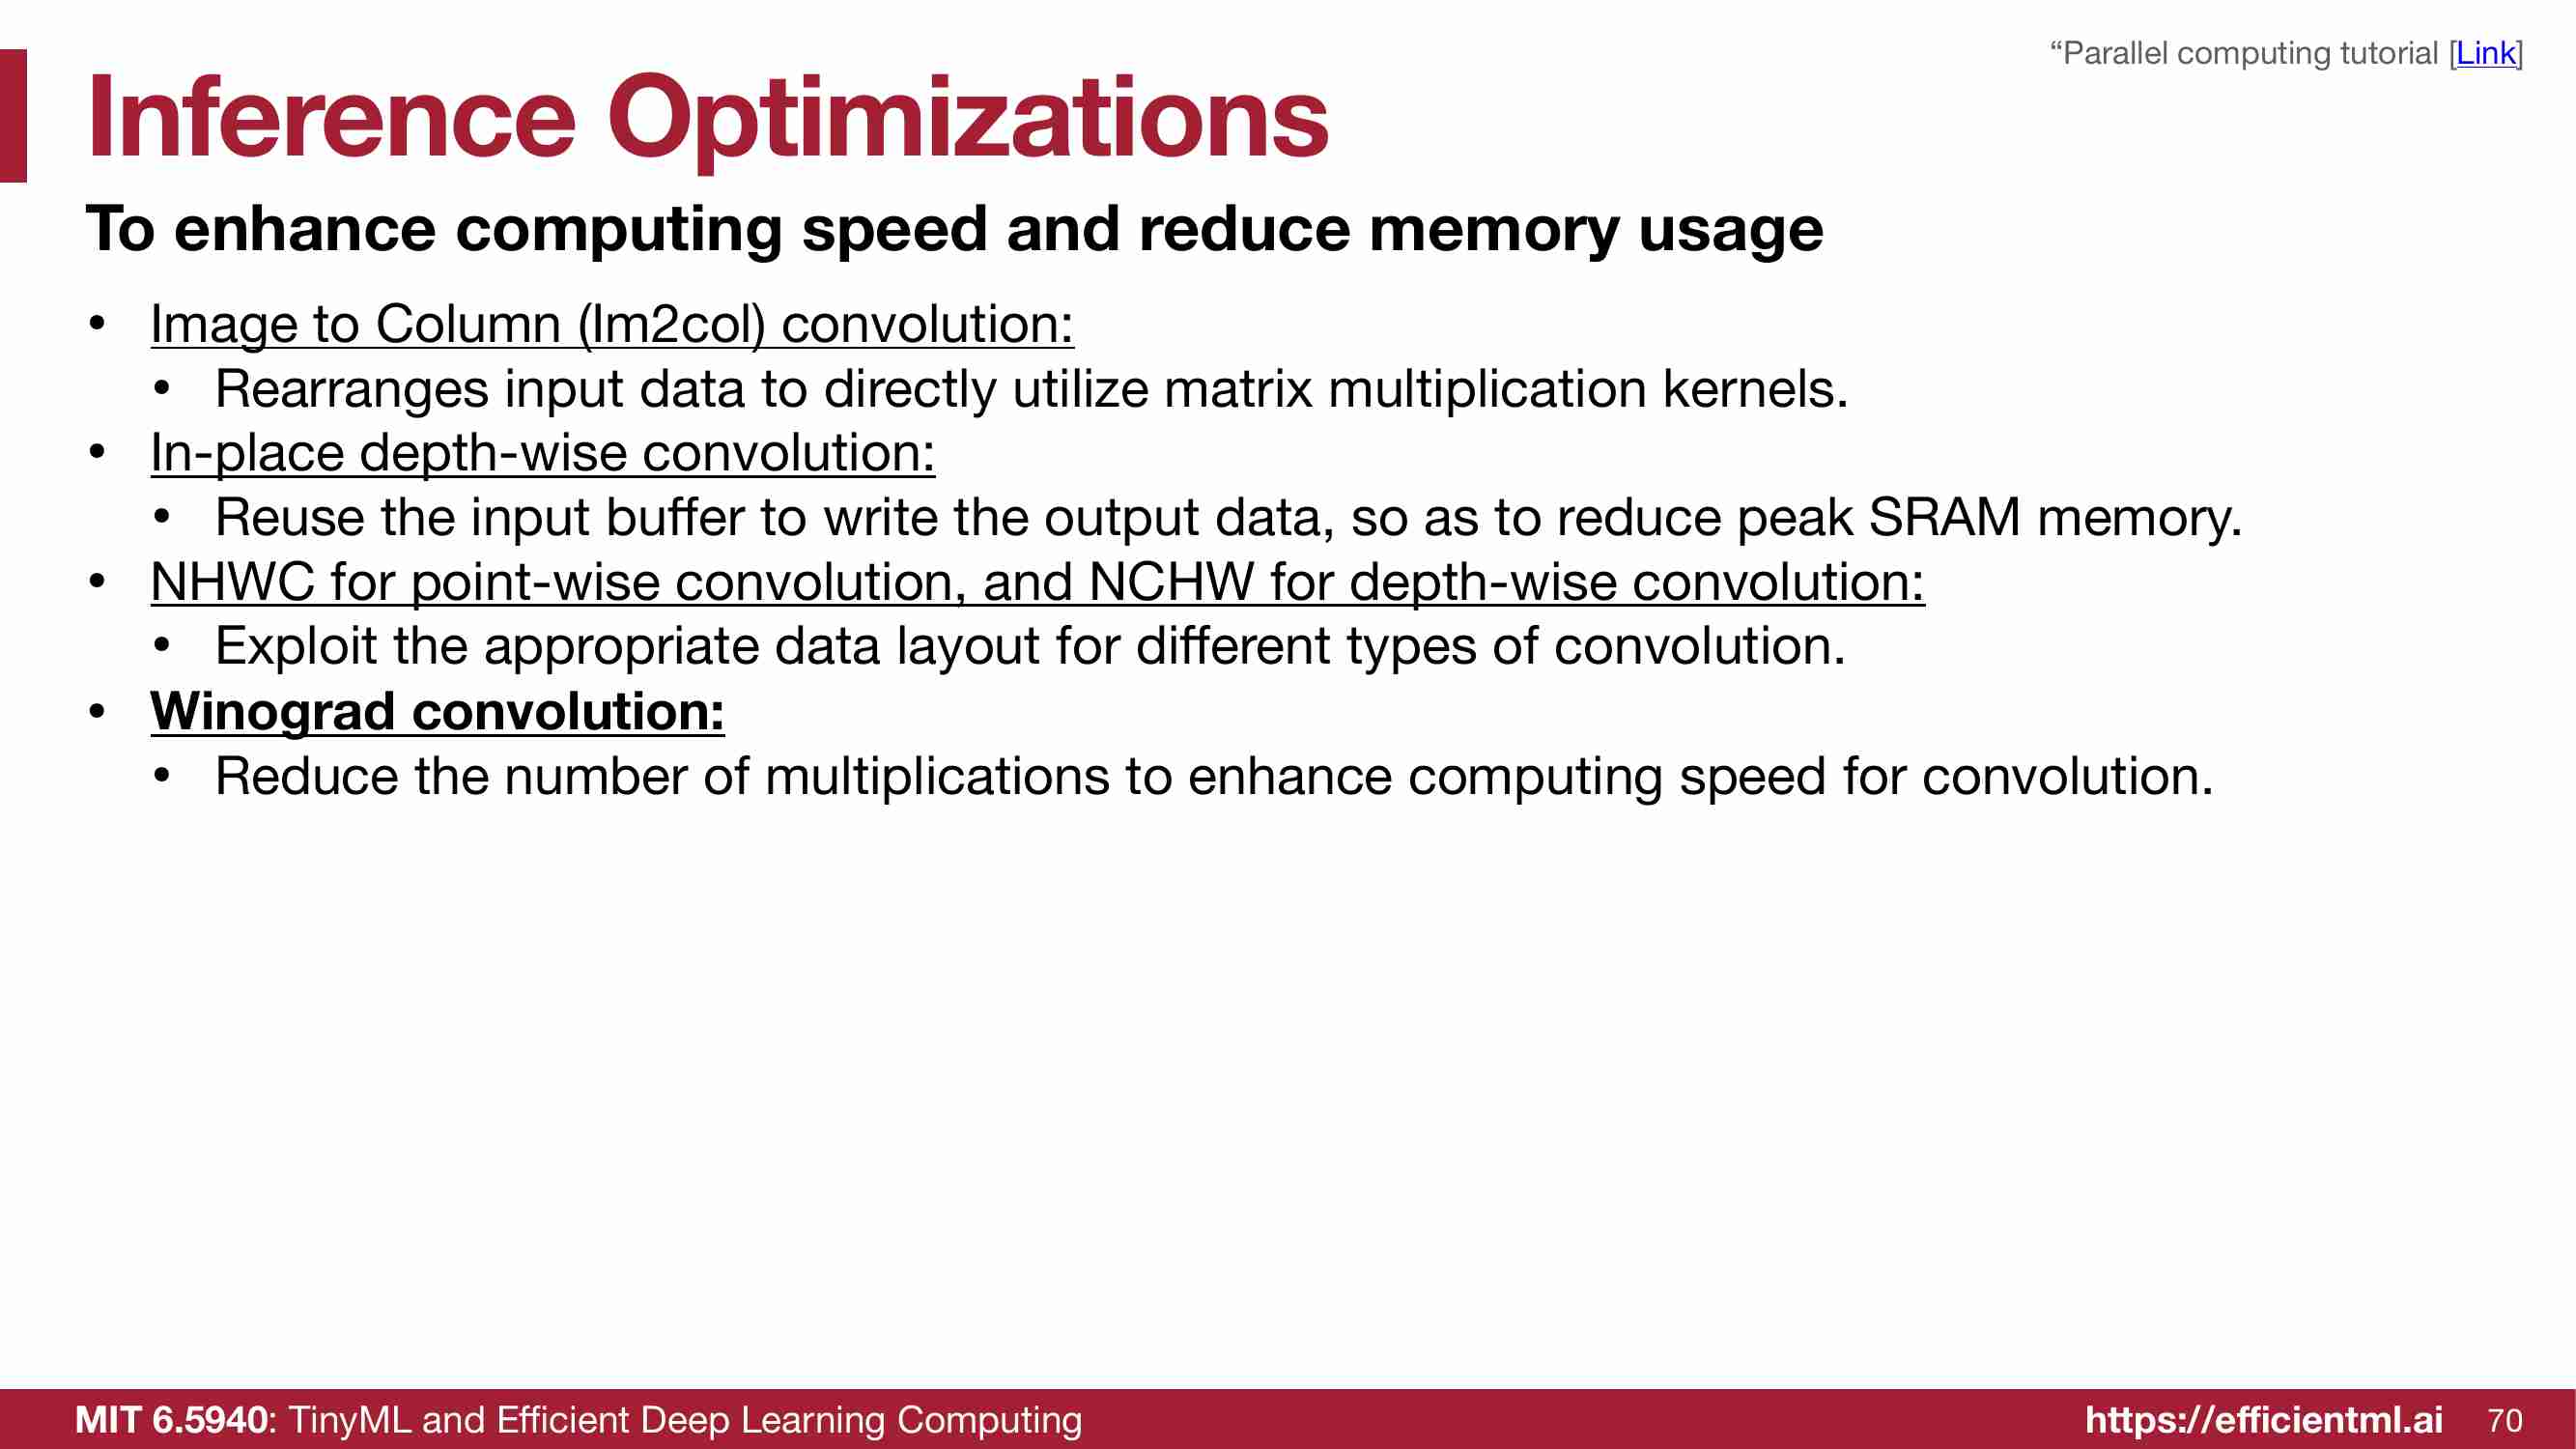 “Parallel computing tutorial [Link]
Inference Optimizations
To enhance computing speed and reduce memory usage
• Image to Column (Im2col) convolution:
• Rearranges input data to directly utilize matrix multiplication kernels.
• In-place depth-wise convolution:
• Reuse the input buffer to write the output data, so as to reduce peak SRAM memory.
• NHWC for point-wise convolution, and NCHW for depth-wise convolution:
• Exploit the appropriate data layout for different types of convolution.
• Winograd convolution:
• Reduce the number of multiplications to enhance computing speed for convolution.
MIT 6.5940: TinyML and Efficient Deep Learning Computing
https://efficientml.ai 70